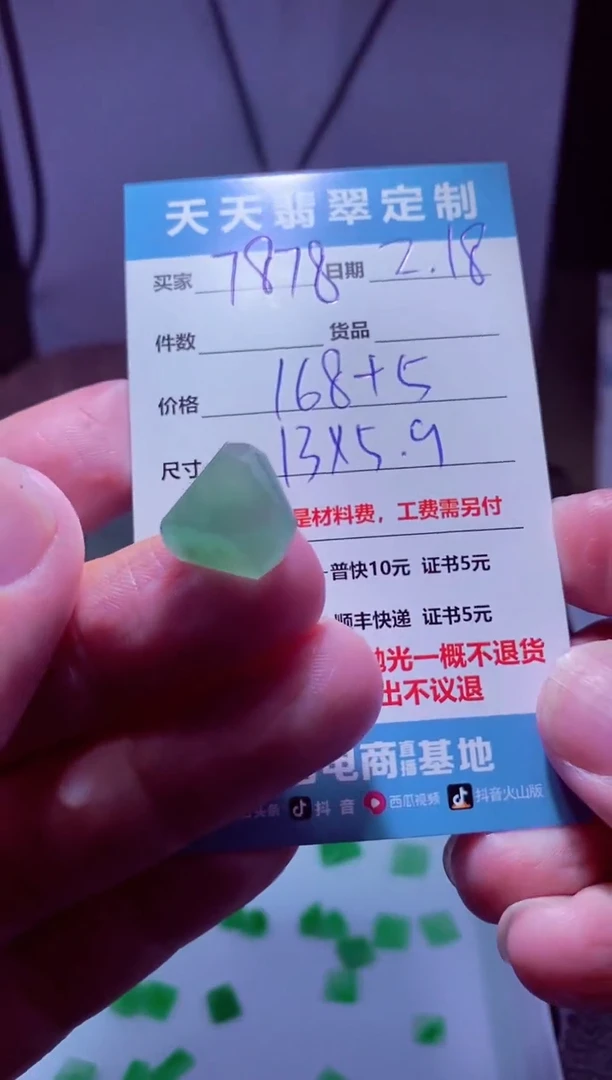 天天翡翠定制
买家 7878 日期 2.18
件数 货品
价格 168+5
尺寸 13X5.9
是材料费，工费需另付
普快10元 证书5元
顺丰快递 证书5元
抛光一概不退货
出不议退
电商直播基地
头条 抖音 西瓜视频 抖音火山版